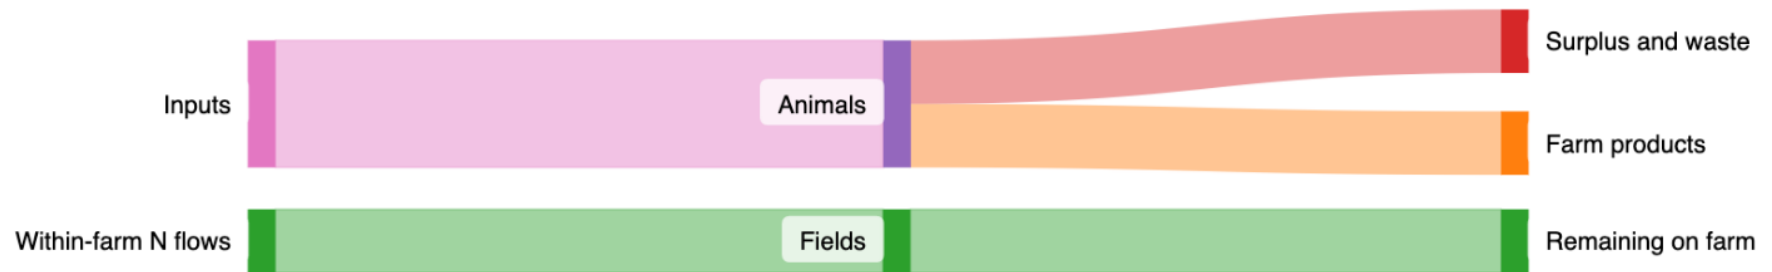 Surplus and waste
Inputs
Animals
Farm products
Within-farm N flows
Fields
Remaining on farm